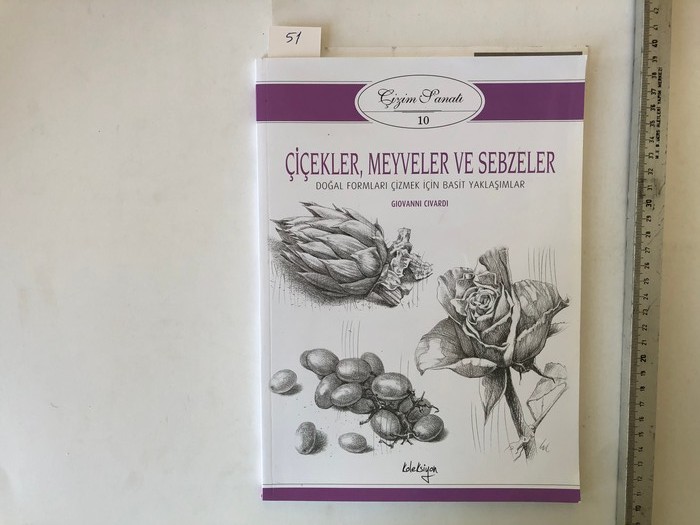 51
Çizim Sanatı
10
ÇİÇEKLER, MEYVELER VE SEBZELER
DOĞAL FORMLARI ÇİZMEK İÇİN BASİT YAKLAŞIMLAR
GIOVANNI CIVARDI
koleksiyon